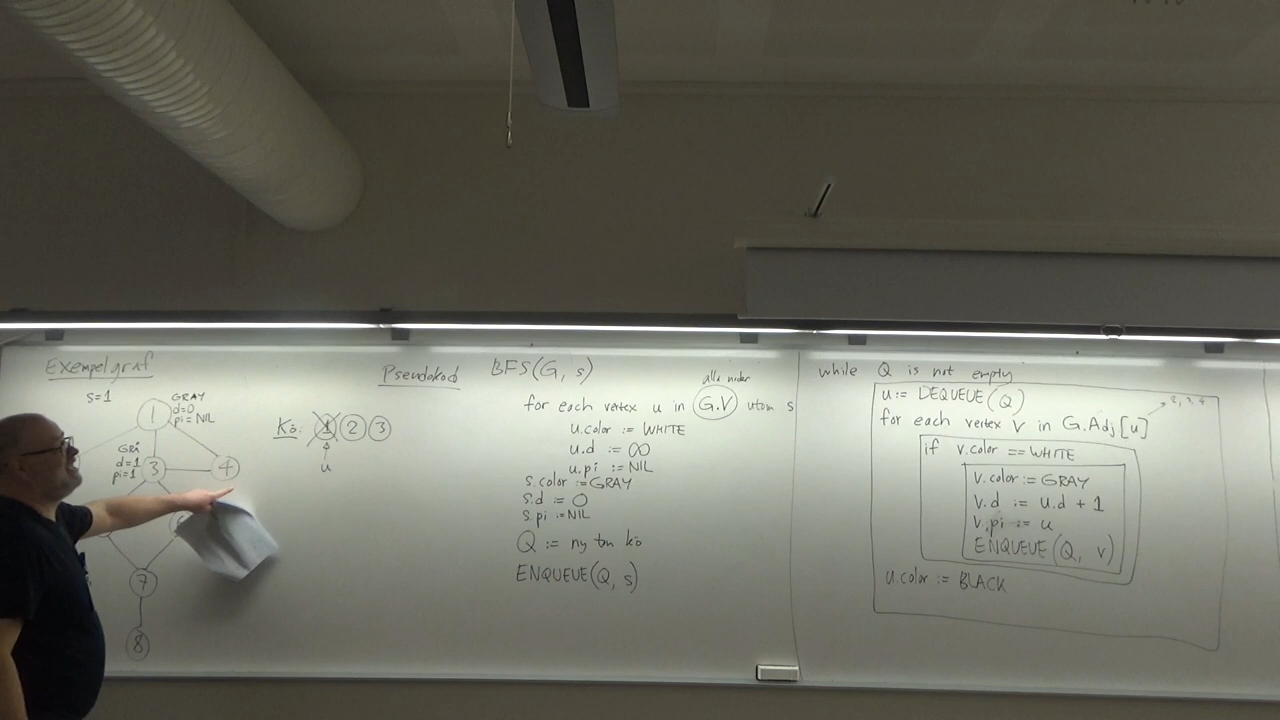 Exempelgraf
s=1
1
GRAY
d=0
pi=NIL
GRÅ
d=1
pi=1
3
4
7
8
Kö: 1 2 3
u
Pseudokod
BFS(G, s)
alla noder
for each vertex u in G.V utom s
u.color := WHITE
u.d := ∞
u.pi := NIL
s.color := GRAY
s.d := 0
s.pi := NIL
Q := ny tom kö
ENQUEUE(Q, s)
while Q is not empty
u := DEQUEUE(Q)
2, 3, 4
for each vertex v in G.Adj[u]
if v.color == WHITE
v.color := GRAY
v.d := u.d + 1
v.pi := u
ENQUEUE(Q, v)
u.color := BLACK